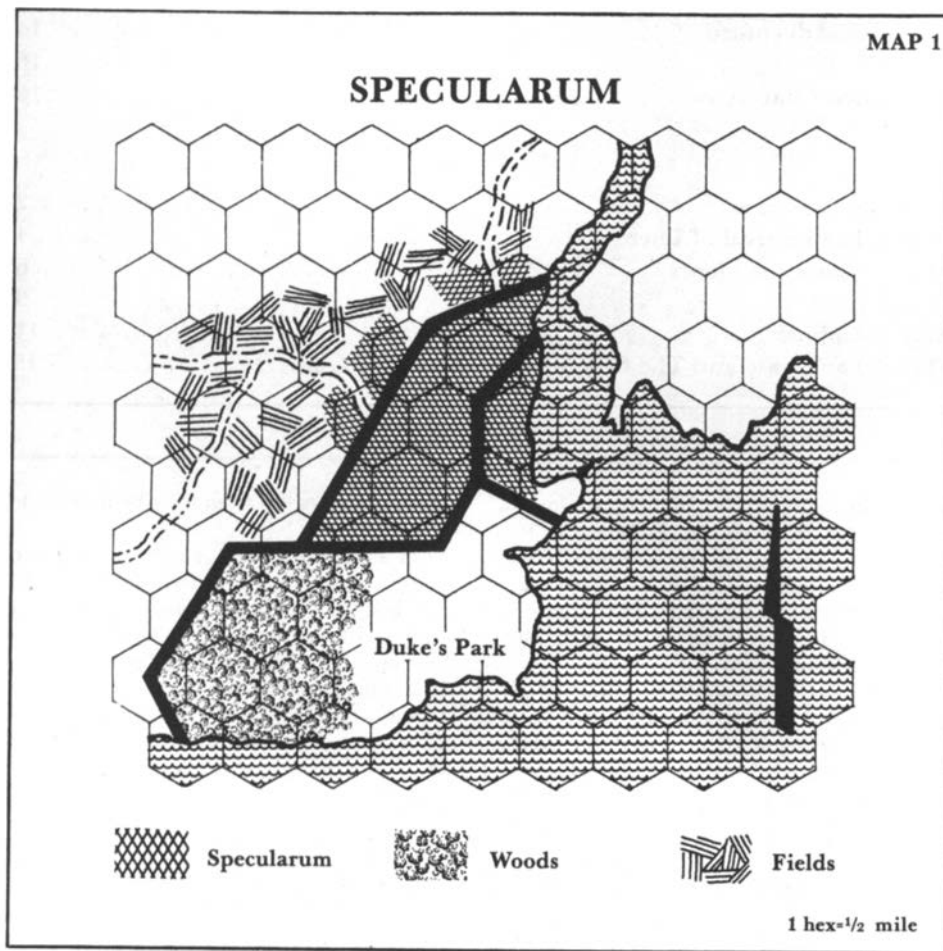 MAP 1
SPECULARUM
Duke's Park
Specularum
Woods
Fields
1 hex=1/2 mile